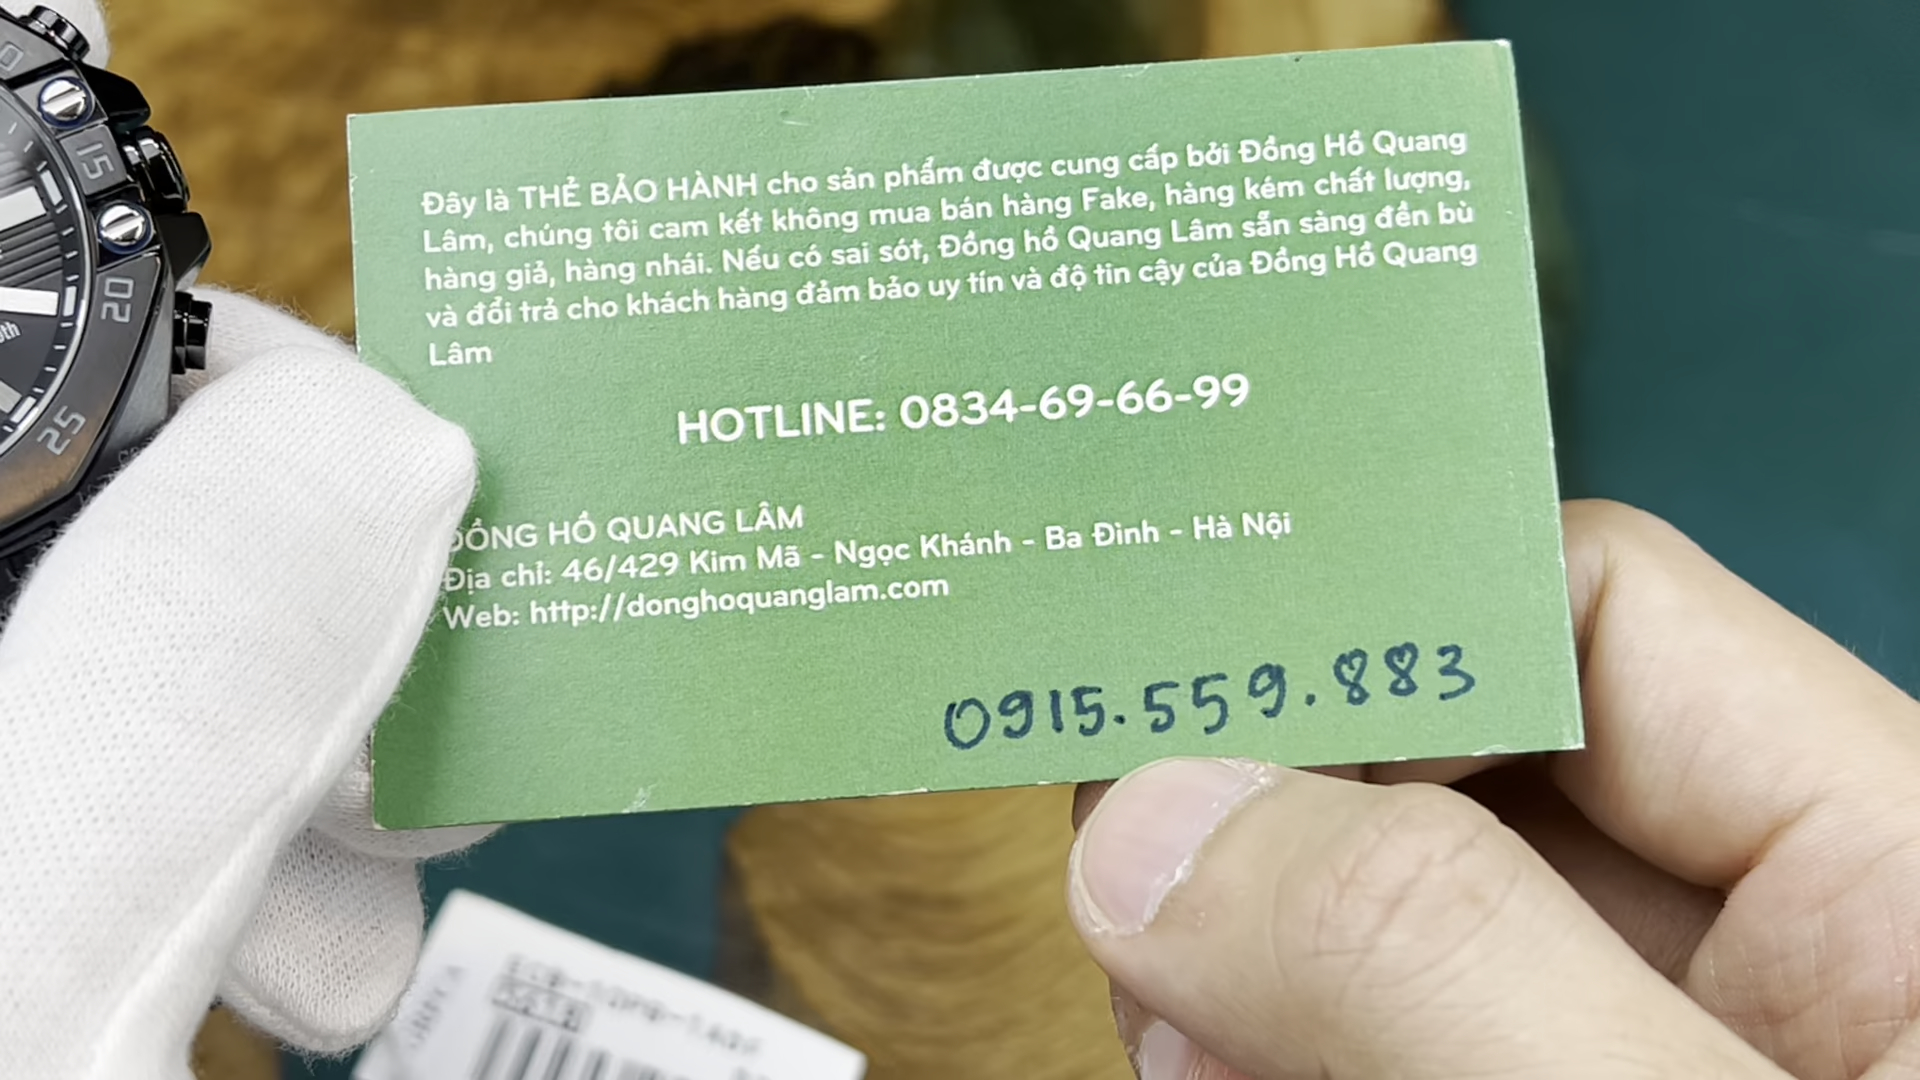 15
20
25
Đây là THẺ BẢO HÀNH cho sản phẩm được cung cấp bởi Đồng Hồ Quang
Lâm, chúng tôi cam kết không mua bán hàng Fake, hàng kém chất lượng,
hàng giả, hàng nhái. Nếu có sai sót, Đồng hồ Quang Lâm sẵn sàng đền bù
và đổi trả cho khách hàng đảm bảo uy tín và độ tin cậy của Đồng Hồ Quang
Lâm
HOTLINE: 0834-69-66-99
ĐỒNG HỒ QUANG LÂM
Địa chỉ: 46/429 Kim Mã - Ngọc Khánh - Ba Đình - Hà Nội
Web: http://donghoquanglam.com
0915.559.883